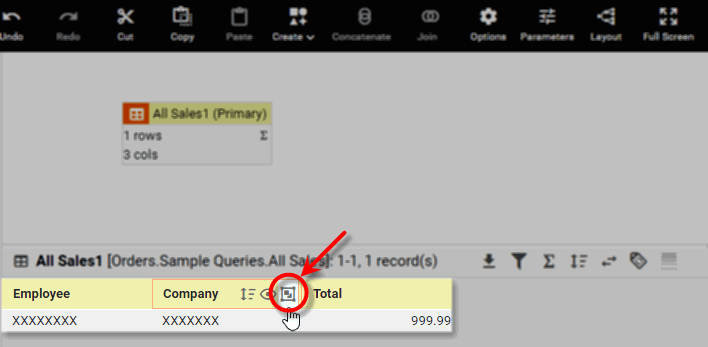 Undo Redo Cut Copy Paste Create Concatenate Join Options Parameters Layout Full Screen
All Sales1 (Primary)
1 rows Σ
3 cols
All Sales1 [Orders.Sample Queries.All Sales]: 1-1, 1 record(s) Σ
Employee Company Total
XXXXXXXX XXXXXXX 999.99